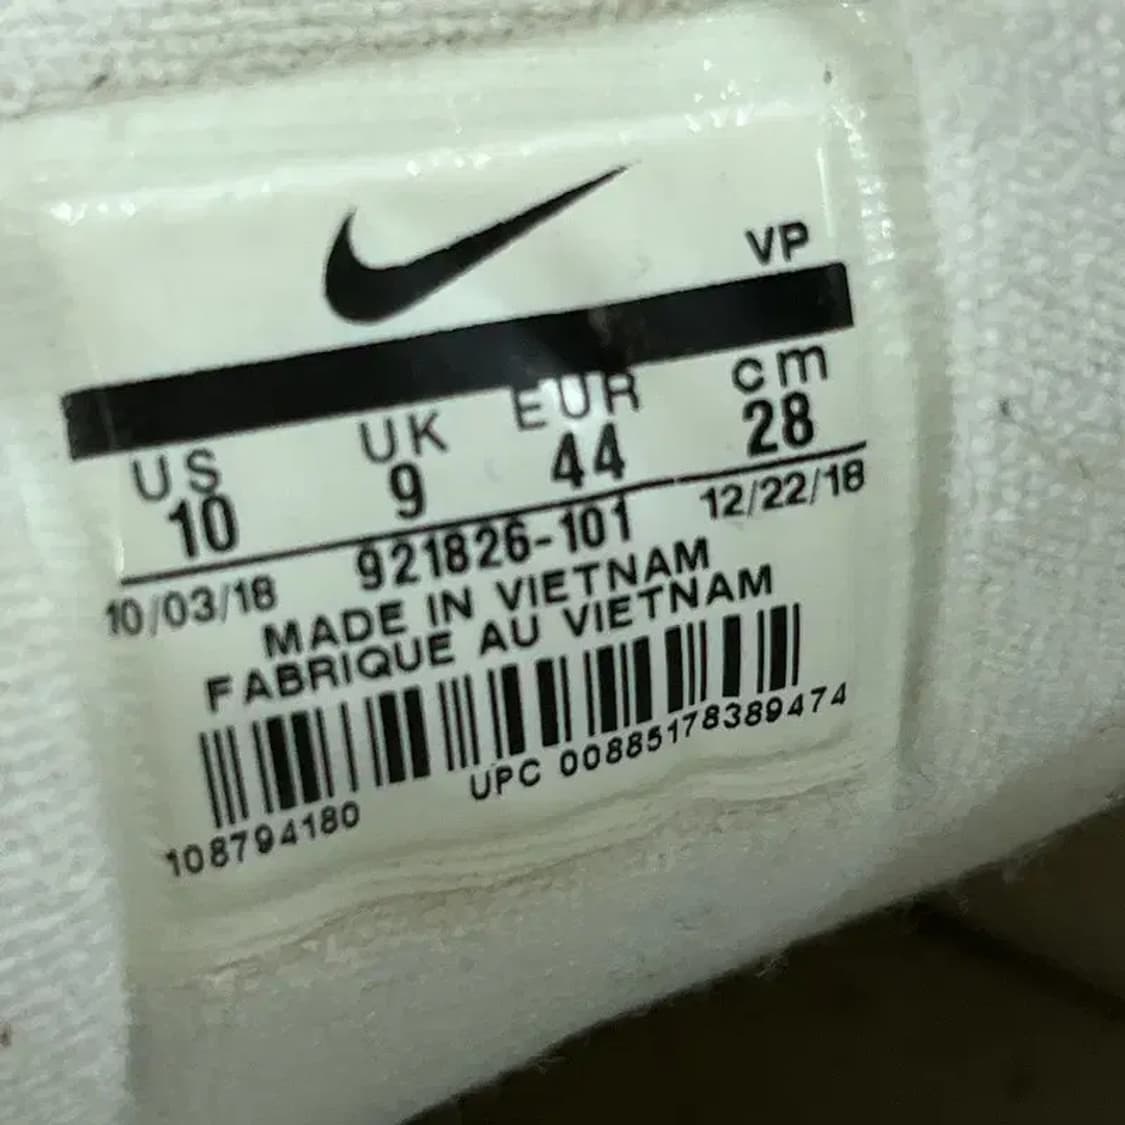 VP
US UK EUR cm
10 9 44 28
10/03/18 921826-101 12/22/18
MADE IN VIETNAM
FABRIQUE AU VIETNAM
108794180 UPC 00885178389474